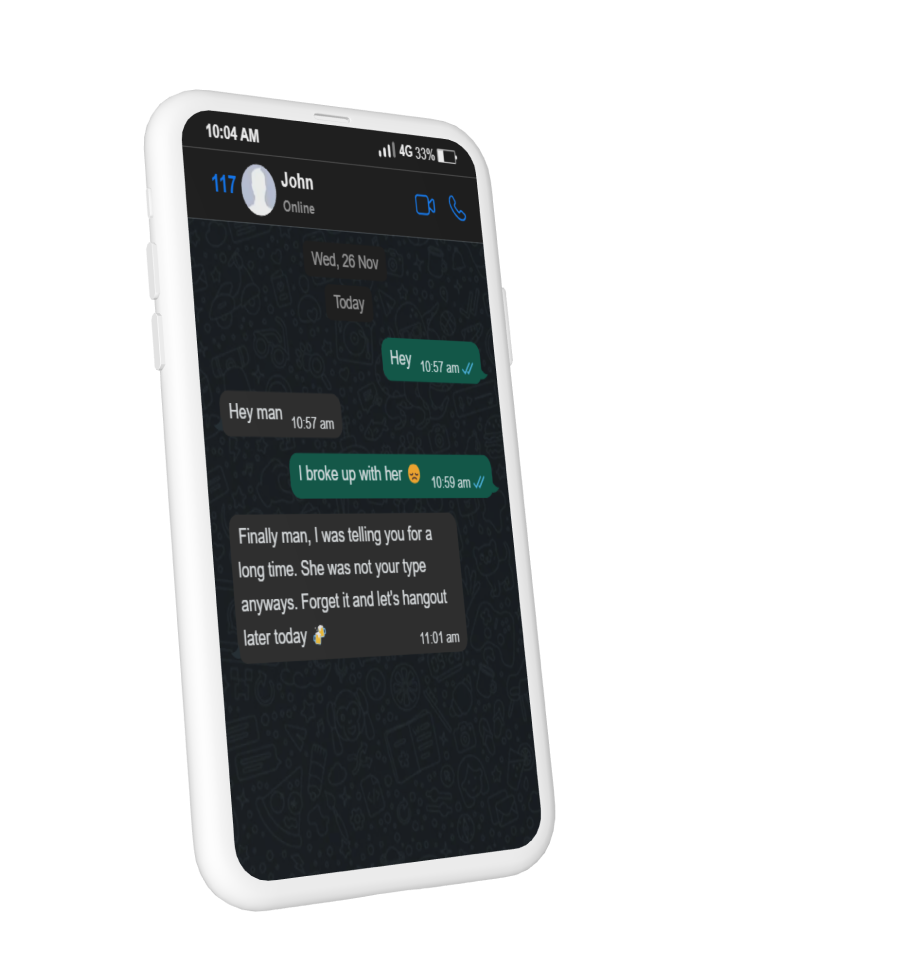 10:04 AM
4G 33%
117 John
Online
Wed, 26 Nov
Today
Hey 10:57 am
Hey man 10:57 am
I broke up with her 😞 10:59 am
Finally man, I was telling you for a
long time. She was not your type
anyways. Forget it and let's hangout
later today 🍻 11:01 am